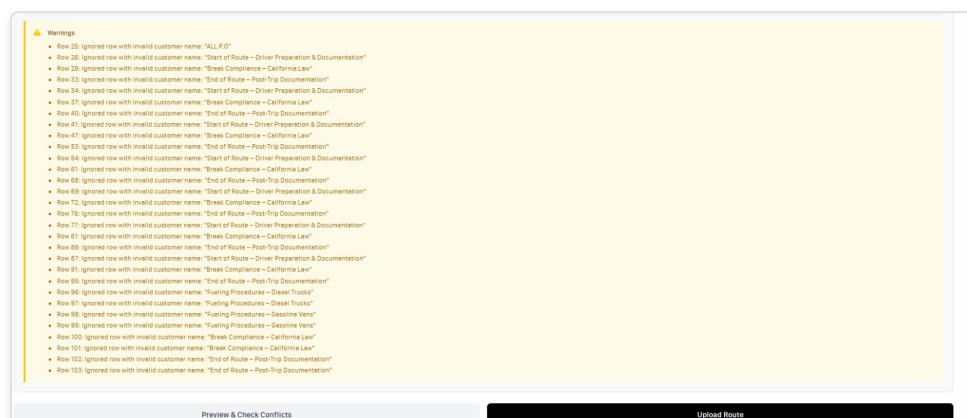 Warnings
Row 25: Ignored row with invalid customer name: "ALL P.O"
Row 26: Ignored row with invalid customer name: "Start of Route – Driver Preparation & Documentation"
Row 29: Ignored row with invalid customer name: "Break Compliance – California Law"
Row 33: Ignored row with invalid customer name: "End of Route – Post-Trip Documentation"
Row 34: Ignored row with invalid customer name: "Start of Route – Driver Preparation & Documentation"
Row 37: Ignored row with invalid customer name: "Break Compliance – California Law"
Row 40: Ignored row with invalid customer name: "End of Route – Post-Trip Documentation"
Row 41: Ignored row with invalid customer name: "Start of Route – Driver Preparation & Documentation"
Row 47: Ignored row with invalid customer name: "Break Compliance – California Law"
Row 53: Ignored row with invalid customer name: "End of Route – Post-Trip Documentation"
Row 54: Ignored row with invalid customer name: "Start of Route – Driver Preparation & Documentation"
Row 61: Ignored row with invalid customer name: "Break Compliance – California Law"
Row 68: Ignored row with invalid customer name: "End of Route – Post-Trip Documentation"
Row 69: Ignored row with invalid customer name: "Start of Route – Driver Preparation & Documentation"
Row 72: Ignored row with invalid customer name: "Break Compliance – California Law"
Row 76: Ignored row with invalid customer name: "End of Route – Post-Trip Documentation"
Row 77: Ignored row with invalid customer name: "Start of Route – Driver Preparation & Documentation"
Row 81: Ignored row with invalid customer name: "Break Compliance – California Law"
Row 86: Ignored row with invalid customer name: "End of Route – Post-Trip Documentation"
Row 87: Ignored row with invalid customer name: "Start of Route – Driver Preparation & Documentation"
Row 91: Ignored row with invalid customer name: "Break Compliance – California Law"
Row 95: Ignored row with invalid customer name: "End of Route – Post-Trip Documentation"
Row 96: Ignored row with invalid customer name: "Fueling Procedures – Diesel Trucks"
Row 97: Ignored row with invalid customer name: "Fueling Procedures – Diesel Trucks"
Row 98: Ignored row with invalid customer name: "Fueling Procedures – Gasoline Vans"
Row 99: Ignored row with invalid customer name: "Fueling Procedures – Gasoline Vans"
Row 100: Ignored row with invalid customer name: "Break Compliance – California Law"
Row 101: Ignored row with invalid customer name: "Break Compliance – California Law"
Row 102: Ignored row with invalid customer name: "End of Route – Post-Trip Documentation"
Row 103: Ignored row with invalid customer name: "End of Route – Post-Trip Documentation"
Preview & Check Conflicts
Upload Route